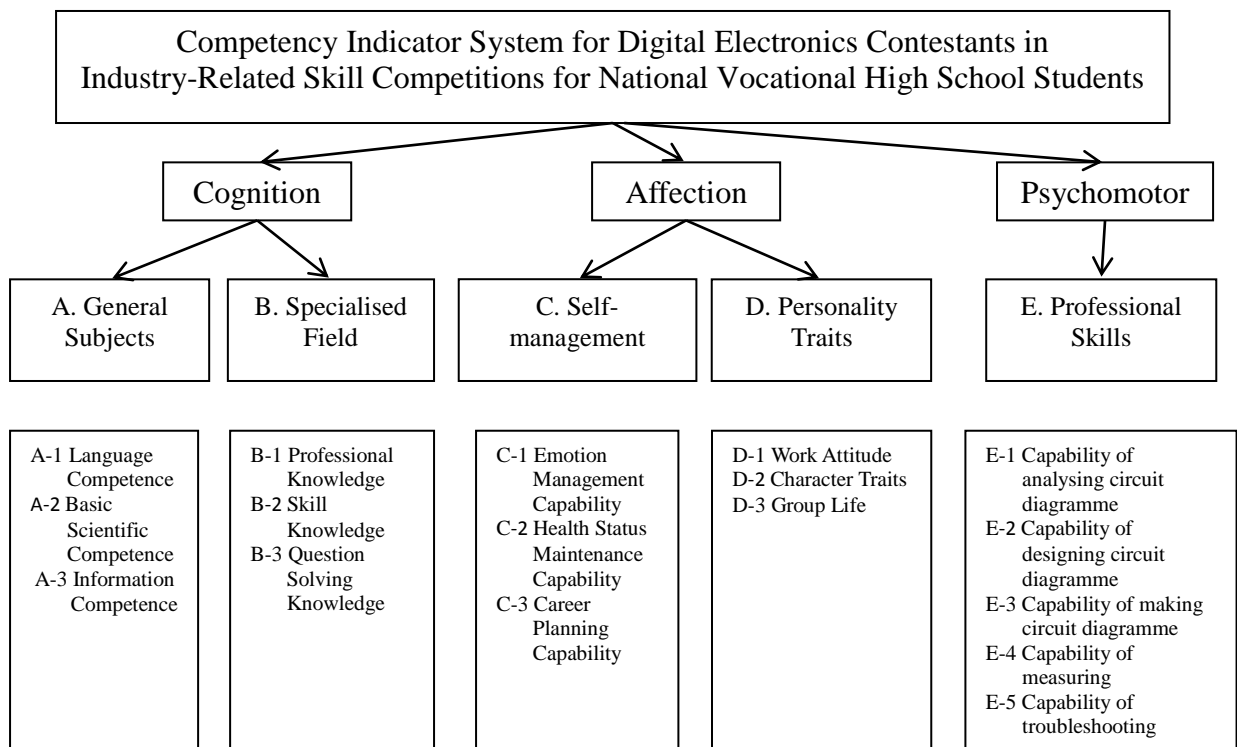 Competency Indicator System for Digital Electronics Contestants in
Industry-Related Skill Competitions for National Vocational High School Students
Cognition
Affection
Psychomotor
A. General
Subjects
B. Specialised
Field
C. Self-
management
D. Personality
Traits
E. Professional
Skills
A-1 Language
Competence
A-2 Basic
Scientific
Competence
A-3 Information
Competence
B-1 Professional
Knowledge
B-2 Skill
Knowledge
B-3 Question
Solving
Knowledge
C-1 Emotion
Management
Capability
C-2 Health Status
Maintenance
Capability
C-3 Career
Planning
Capability
D-1 Work Attitude
D-2 Character Traits
D-3 Group Life
E-1 Capability of
analysing circuit
diagramme
E-2 Capability of
designing circuit
diagramme
E-3 Capability of making
circuit diagramme
E-4 Capability of
measuring
E-5 Capability of
troubleshooting